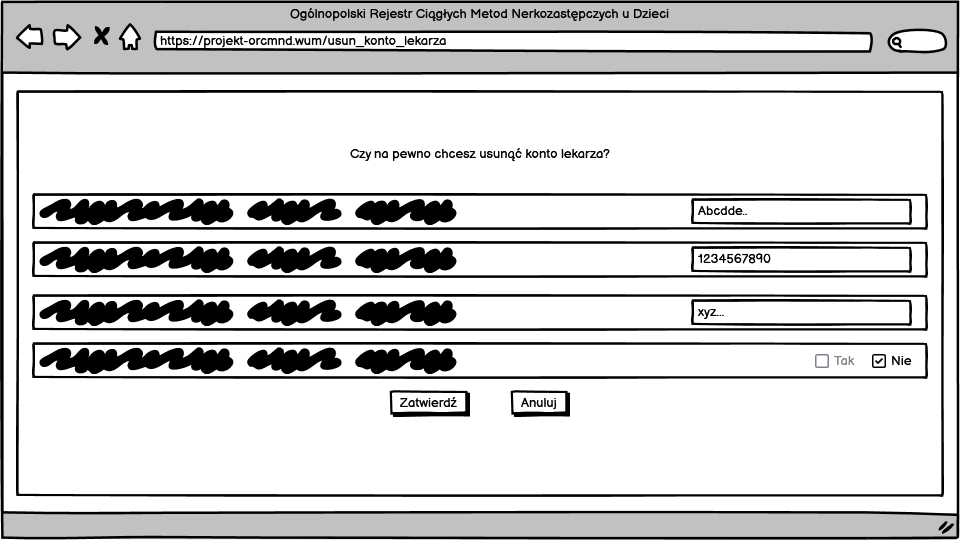 Ogólnopolski Rejestr Ciągłych Metod Nerkozastępczych u Dzieci
https://projekt-orcmnd.wum/usun_konto_lekarza
Czy na pewno chcesz usunąć konto lekarza?
Abcdde..
1234567890
xyz...
Tak Nie
Zatwierdź Anuluj